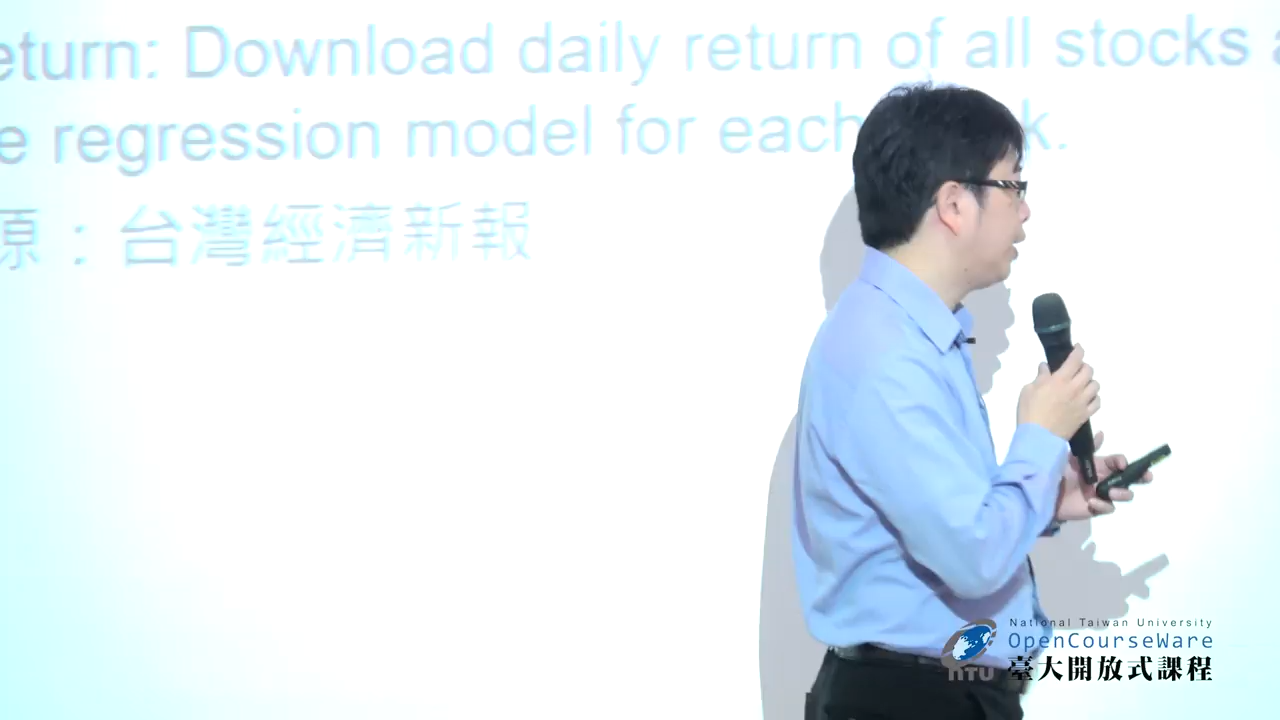 eturn: Download daily return of all stocks a
e regression model for each k.
源：台灣經濟新報
National Taiwan University
OpenCourseWare
NTU
臺大開放式課程